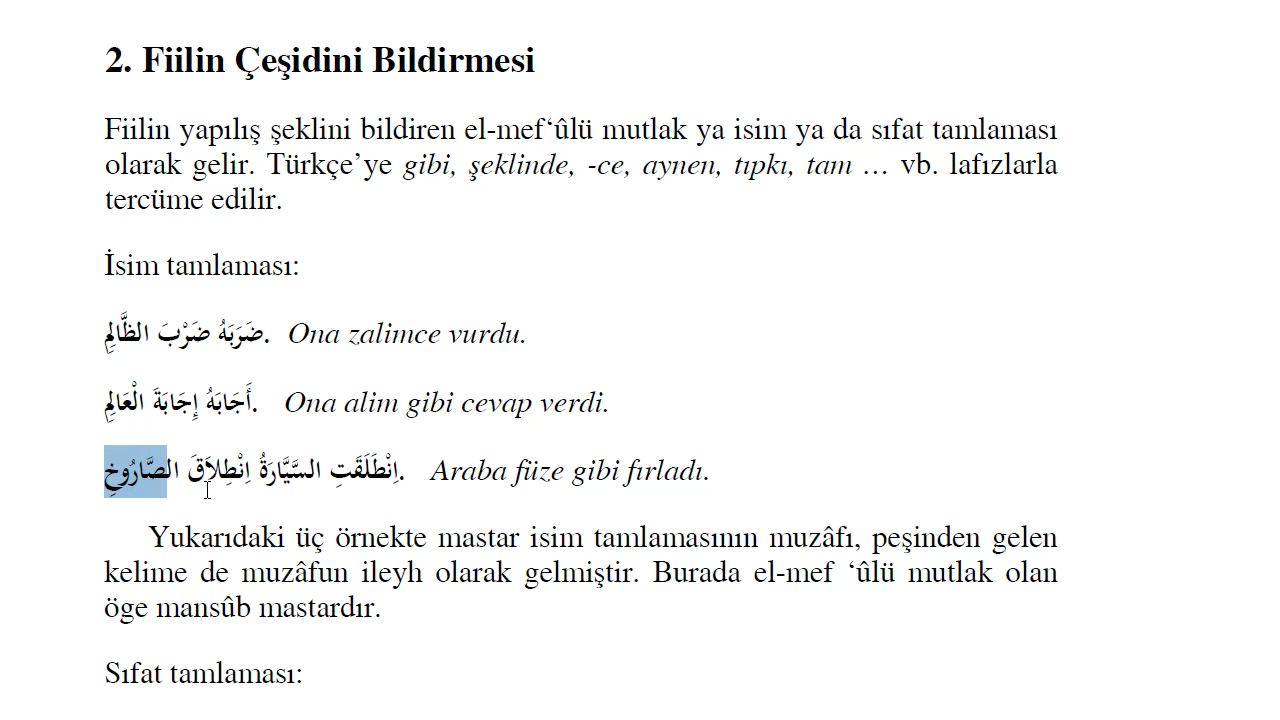 2. Fiilin Çeşidini Bildirmesi
Fiilin yapılış şeklini bildiren el-mef‘ûlü mutlak ya isim ya da sıfat tamlaması
olarak gelir. Türkçe’ye gibi, şeklinde, -ce, aynen, tıpkı, tam … vb. lafızlarla
tercüme edilir.
İsim tamlaması:
ضَرَبَهُ ضَرْبَ الظَّالِمِ. Ona zalimce vurdu.
أَجَابَهُ إِجَابَةَ الْعَالِمِ. Ona alim gibi cevap verdi.
اِنْطَلَقَتِ السَّيَّارَةُ اِنْطِلاَقَ الصَّارُوخِ. Araba füze gibi fırladı.
Yukarıdaki üç örnekte mastar isim tamlamasının muzâfı, peşinden gelen
kelime de muzâfun ileyh olarak gelmiştir. Burada el-mef ‘ûlü mutlak olan
öge mansûb mastardır.
Sıfat tamlaması: